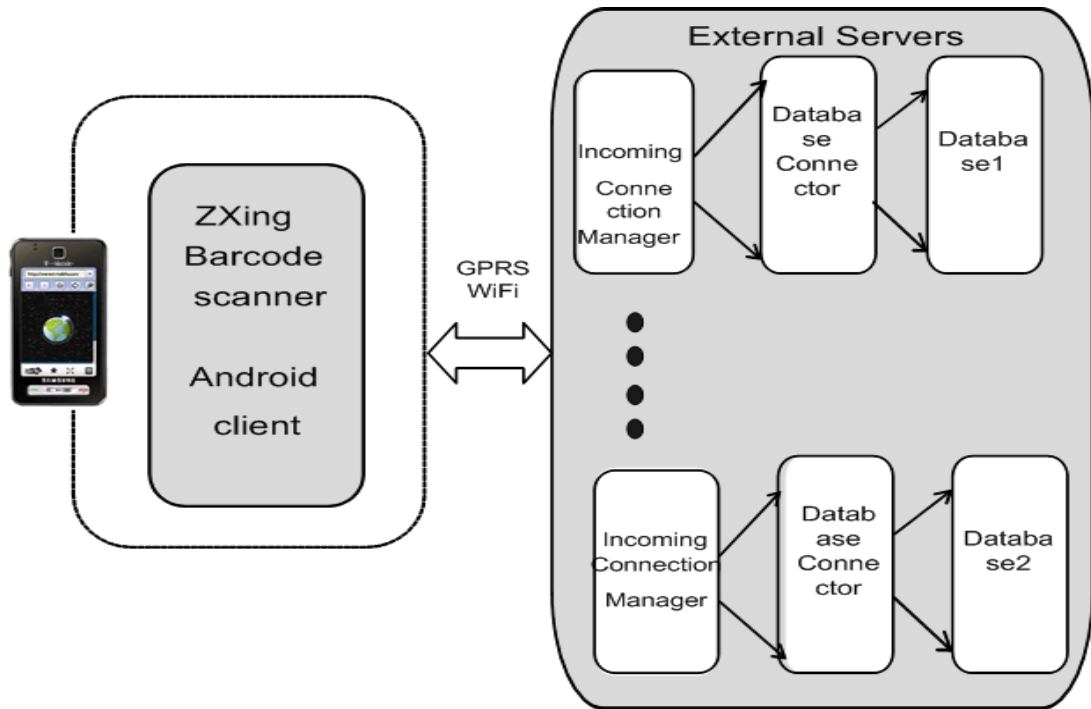 External Servers
ZXing
Barcode
scanner
Android
client
GPRS
WiFi
Incoming
Conne
ction
Manager
Databa
se
Conne
ctor
Databa
se1
Incoming
Connection
Manager
Datab
ase
Conne
ctor
Databa
se2
SAMSUNG